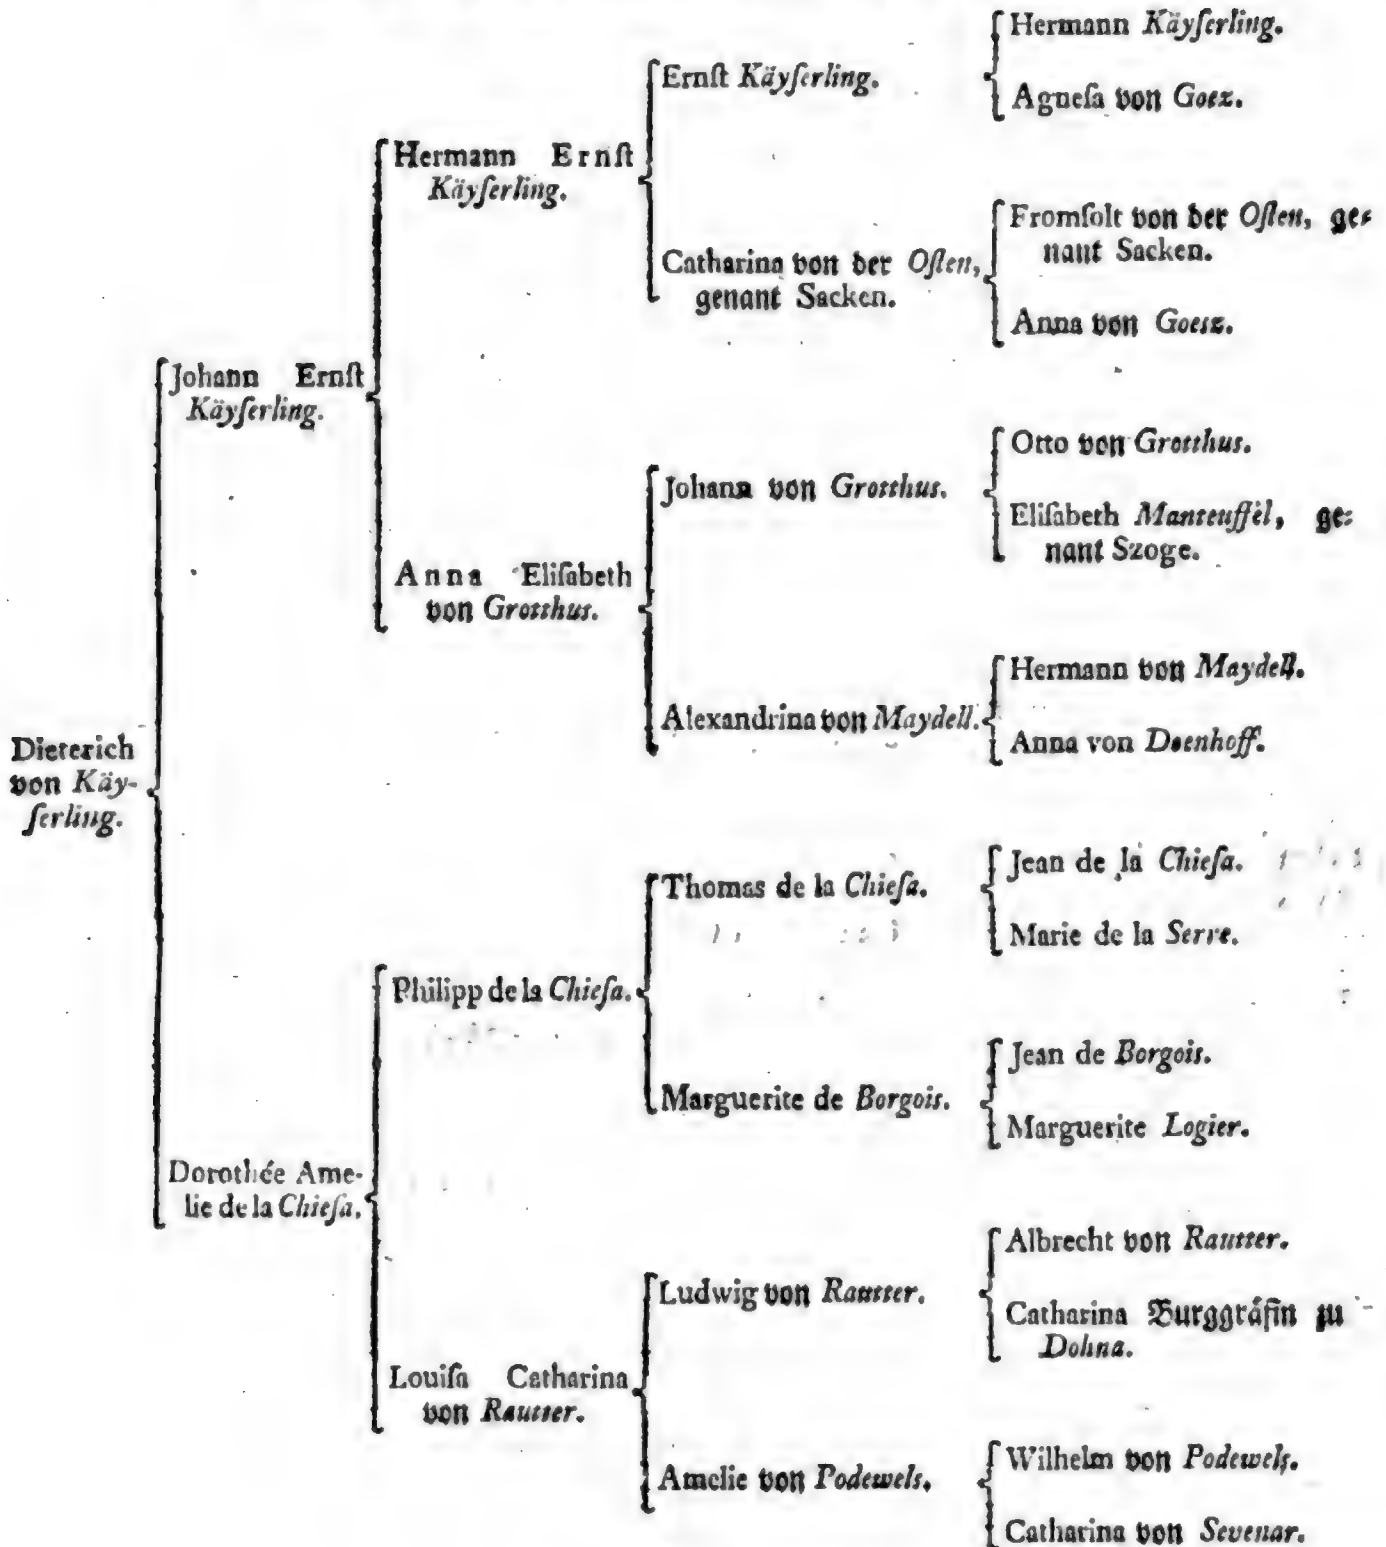 Hermann Käyſerling.
Ernſt Käyſerling.
Agneſa von Goez.
Hermann Ernſt
Käyſerling.
Fromſolt von der Oſten, ge⸗
nant Sacken.
Catharina von der Oſten,
genant Sacken.
Anna von Goesz.
Johann Ernſt
Käyſerling.
Otto von Grotthus.
Johann von Grotthus.
Eliſabeth Manteuffel, ge⸗
nant Szoge.
Anna Eliſabeth
von Grotthus.
Hermann von Maydell.
Alexandrina von Maydell.
Anna von Doenhoff.
Dieterich
von Käy-
ſerling.
Jean de la Chieſa.
Thomas de la Chieſa.
Marie de la Serre.
Philipp de la Chieſa.
Jean de Borgois.
Marguerite de Borgois.
Marguerite Logier.
Dorothée Ame-
lie de la Chieſa.
Albrecht von Rautter.
Ludwig von Rautter.
Catharina Burggräfin zu
Dohna.
Louiſa Catharina
von Rautter.
Wilhelm von Podewels.
Amelie von Podewels.
Catharina von Sevenar.